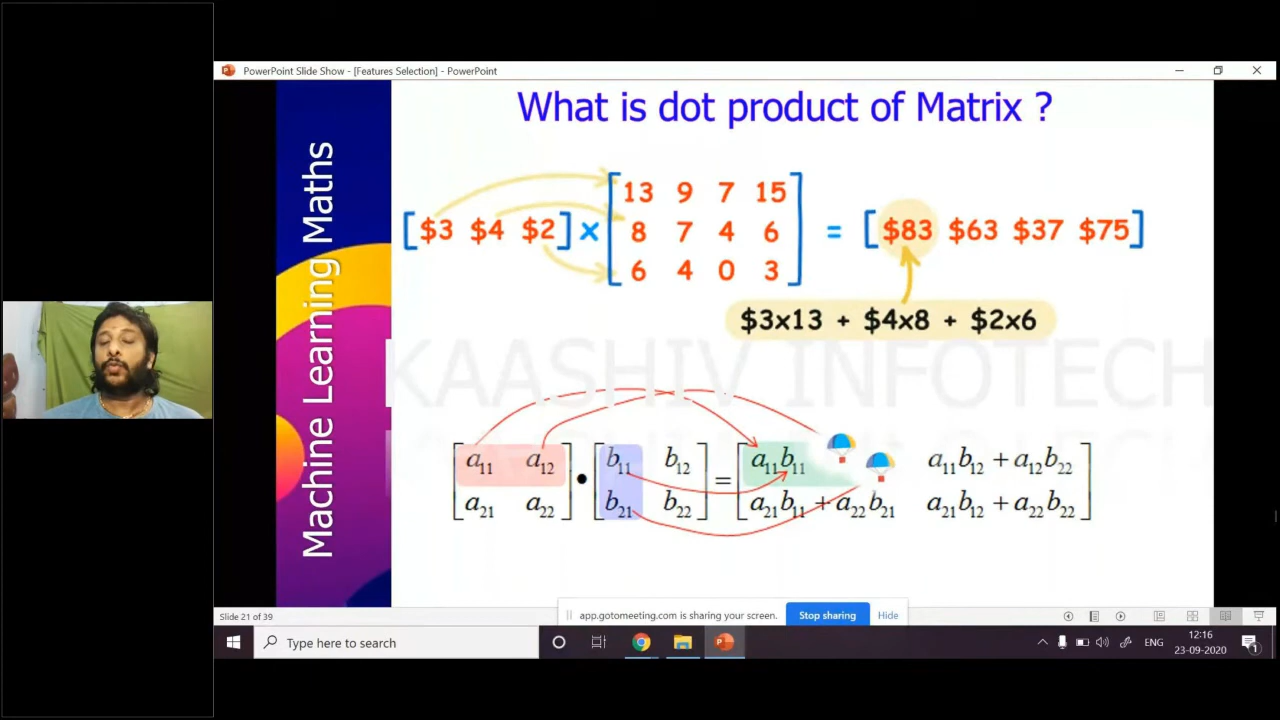 PowerPoint Slide Show - [Features Selection] - PowerPoint
What is dot product of Matrix ?
Machine Learning Maths
[$3 $4 $2] x [13 9 7 15
8 7 4 6
6 4 0 3] = [$83 $63 $37 $75]
$3x13 + $4x8 + $2x6
KAASHIV INFOTECH
[a11 a12 • [b11 b12 = [a11b11 a11b12 + a12b22
a21 a22] b21 b22] a21b11 + a22b21 a21b12 + a22b22]
Slide 21 of 39
app.gotomeeting.com is sharing your screen. Stop sharing Hide
Type here to search
ENG
12:16
23-09-2020
1